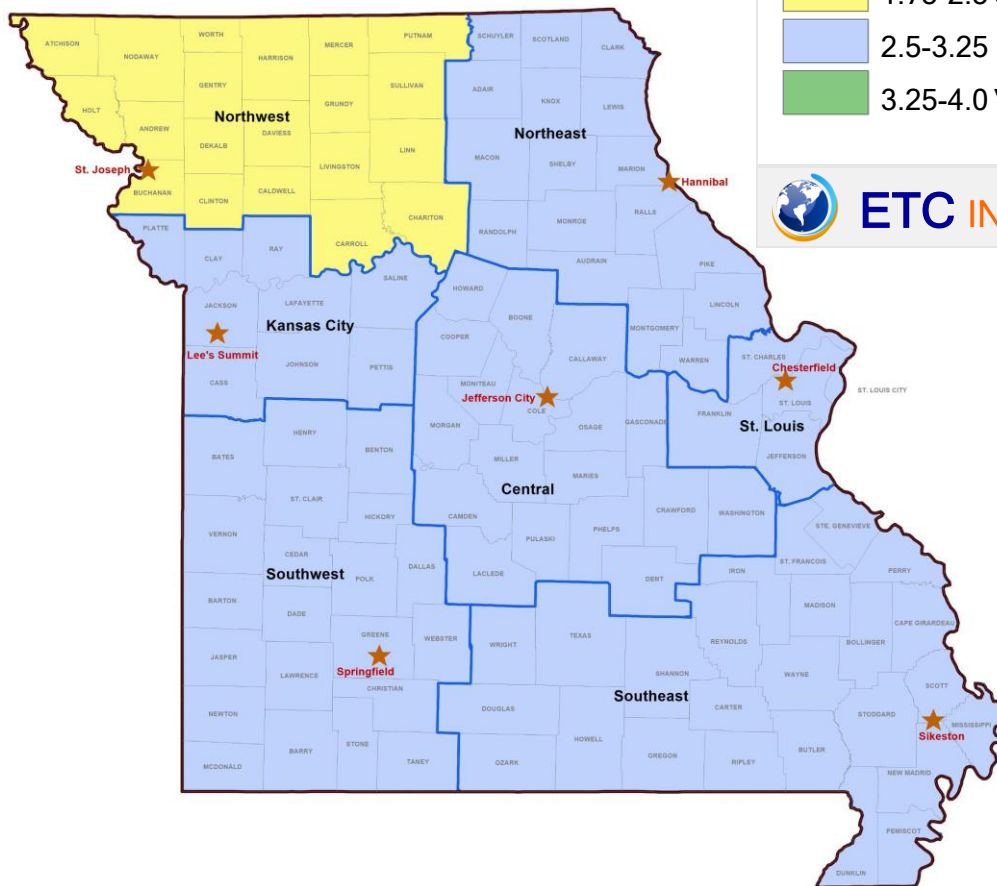 2.5-3.25
3.25-4.0
ETC
ATCHISON
NODAWAY
WORTH
HARRISON
MERCER
PUTNAM
SCHUYLER
SCOTLAND
CLARK
HOLT
GENTRY
SULLIVAN
ADAIR
KNOX
LEWIS
ANDREW
Northwest
GRUNDY
Northeast
DEKALB
DAVIESS
LINN
MACON
SHELBY
MARION
St. Joseph
LIVINGSTON
Hannibal
BUCHANAN
CLINTON
CALDWELL
CHARITON
RALLS
PLATTE
CLAY
RAY
CARROLL
RANDOLPH
MONROE
AUDRAIN
PIKE
SALINE
HOWARD
JACKSON
LAFAYETTE
BOONE
LINCOLN
Kansas City
COOPER
MONTGOMERY
Lee's Summit
JOHNSON
PETTIS
CALLAWAY
WARREN
ST. CHARLES
Chesterfield
CASS
MONITEAU
Jefferson City
COLE
ST. LOUIS
ST. LOUIS CITY
MORGAN
OSAGE
GASCONADE
FRANKLIN
St. Louis
HENRY
BENTON
MILLER
JEFFERSON
BATES
MARIES
Central
ST. CLAIR
HICKORY
CAMDEN
PULASKI
PHELPS
CRAWFORD
WASHINGTON
STE. GENEVIEVE
VERNON
CEDAR
Southwest
POLK
DALLAS
LACLEDE
DENT
IRON
ST. FRANCOIS
PERRY
BARTON
DADE
MADISON
CAPE GIRARDEAU
GREENE
WEBSTER
WRIGHT
TEXAS
REYNOLDS
BOLLINGER
JASPER
LAWRENCE
Springfield
CHRISTIAN
SHANNON
WAYNE
SCOTT
Southeast
NEWTON
DOUGLAS
CARTER
STODDARD
MISSISSIPPI
Sikeston
MCDONALD
BARRY
STONE
TANEY
OZARK
HOWELL
OREGON
RIPLEY
BUTLER
NEW MADRID
PEMISCOT
DUNKLIN